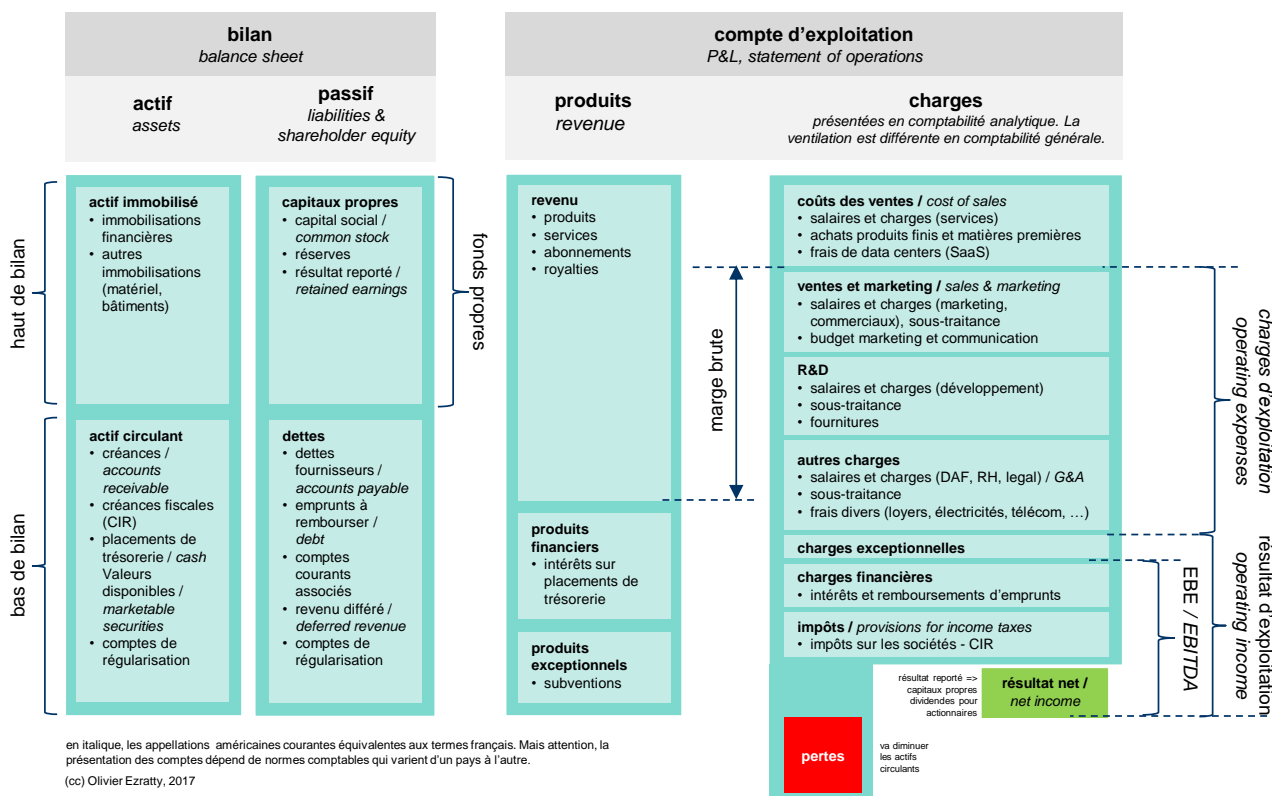 bilan
balance sheet
compte d’exploitation
P&L, statement of operations
actif
assets
passif
liabilities &
shareholder equity
produits
revenue
charges
présentées en comptabilité analytique. La
ventilation est différente en comptabilité générale.
haut de bilan
actif immobilisé
• immobilisations
financières
• autres
immobilisations
(matériel,
bâtiments)
capitaux propres
• capital social /
common stock
• réserves
• résultat reporté /
retained earnings
fonds propres
bas de bilan
actif circulant
• créances /
accounts
receivable
• créances fiscales
(CIR)
• placements de
trésorerie / cash
Valeurs
disponibles /
marketable
securities
• comptes de
régularisation
dettes
• dettes
fournisseurs /
accounts payable
• emprunts à
rembourser /
debt
• comptes
courants
associés
• revenu différé /
deferred revenue
• comptes de
régularisation
revenu
• produits
• services
• abonnements
• royalties
produits
financiers
• intérêts sur
placements de
trésorerie
produits
exceptionnels
• subventions
marge brute
coûts des ventes / cost of sales
• salaires et charges (services)
• achats produits finis et matières premières
• frais de data centers (SaaS)
ventes et marketing / sales & marketing
• salaires et charges (marketing,
commerciaux), sous-traitance
• budget marketing et communication
R&D
• salaires et charges (développement)
• sous-traitance
• fournitures
autres charges
• salaires et charges (DAF, RH, legal) / G&A
• sous-traitance
• frais divers (loyers, électricités, télécom, …)
charges exceptionnelles
charges financières
• intérêts et remboursements d’emprunts
impôts / provisions for income taxes
• impôts sur les sociétés - CIR
charges d’exploitation
operating expenses
EBE / EBITDA
résultat d’exploitation
operating income
résultat reporté =>
capitaux propres
dividendes pour
actionnaires
résultat net /
net income
pertes
va diminuer
les actifs
circulants
en italique, les appellations américaines courantes équivalentes aux termes français. Mais attention, la
présentation des comptes dépend de normes comptables qui varient d’un pays à l’autre.
(cc) Olivier Ezratty, 2017